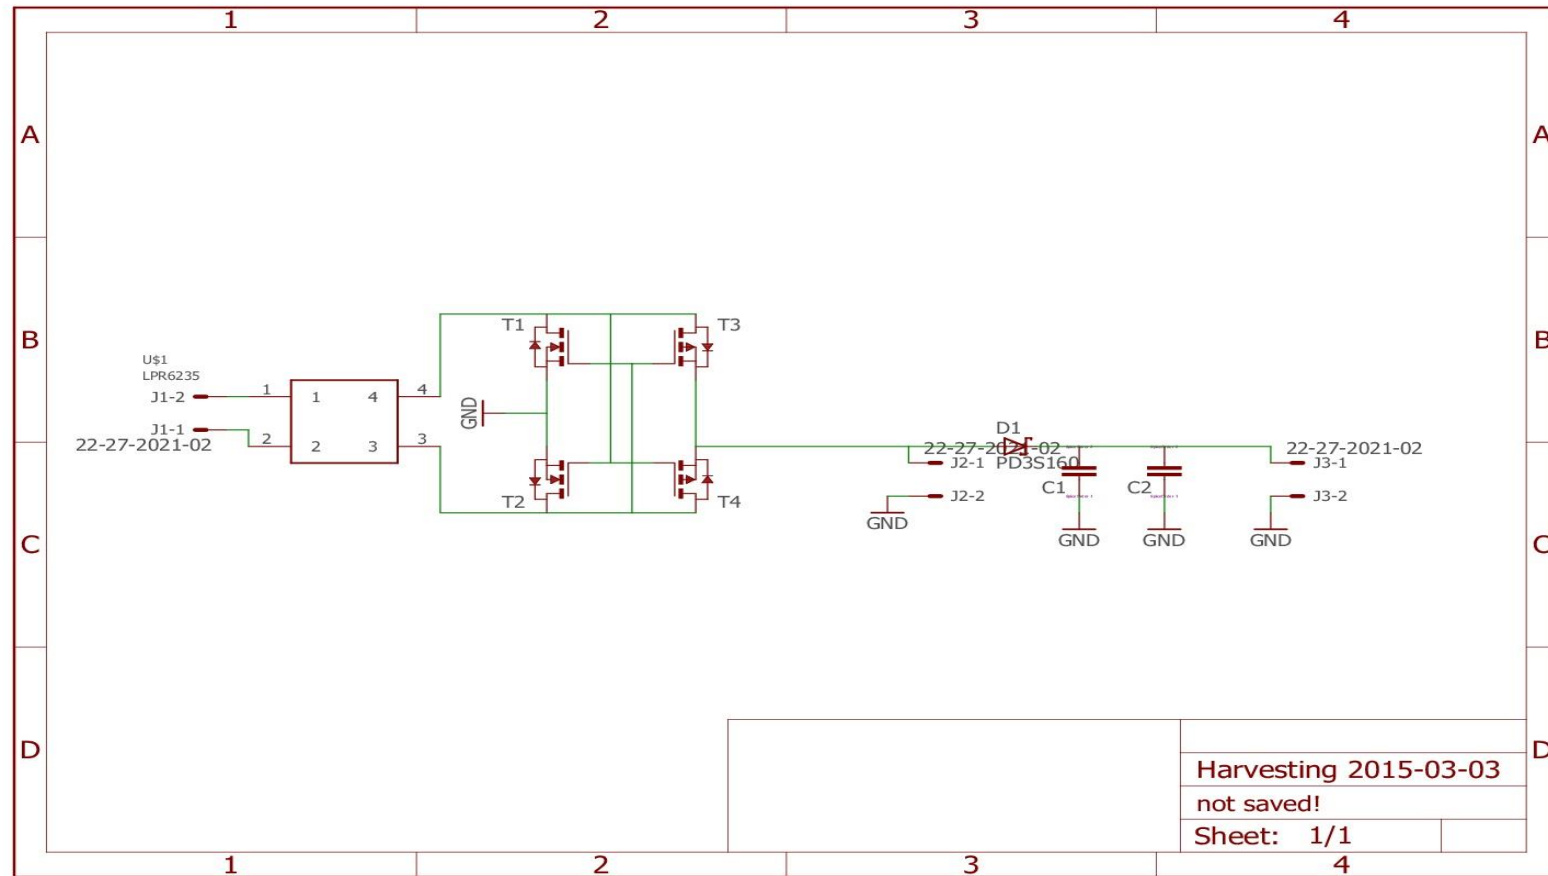 1 2 3 4
A A
B B
C C
D D
U$1
LPR6235
J1-2
J1-1
22-27-2021-02
1 1 4 4
2 2 3 3
T1 T3
GND
T2 T4
D1
22-27-2021-02
J2-1 PD3S160
J2-2
GND
C1 C2
GND GND
22-27-2021-02
J3-1
J3-2
GND
Harvesting 2015-03-03
not saved!
Sheet: 1/1
1 2 3 4